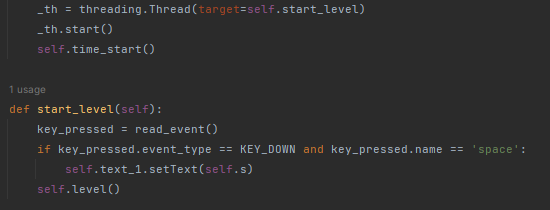 _th = threading.Thread(target=self.start_level)
_th.start()
self.time_start()
1 usage
def start_level(self):
key_pressed = read_event()
if key_pressed.event_type == KEY_DOWN and key_pressed.name == 'space':
self.text_1.setText(self.s)
self.level()